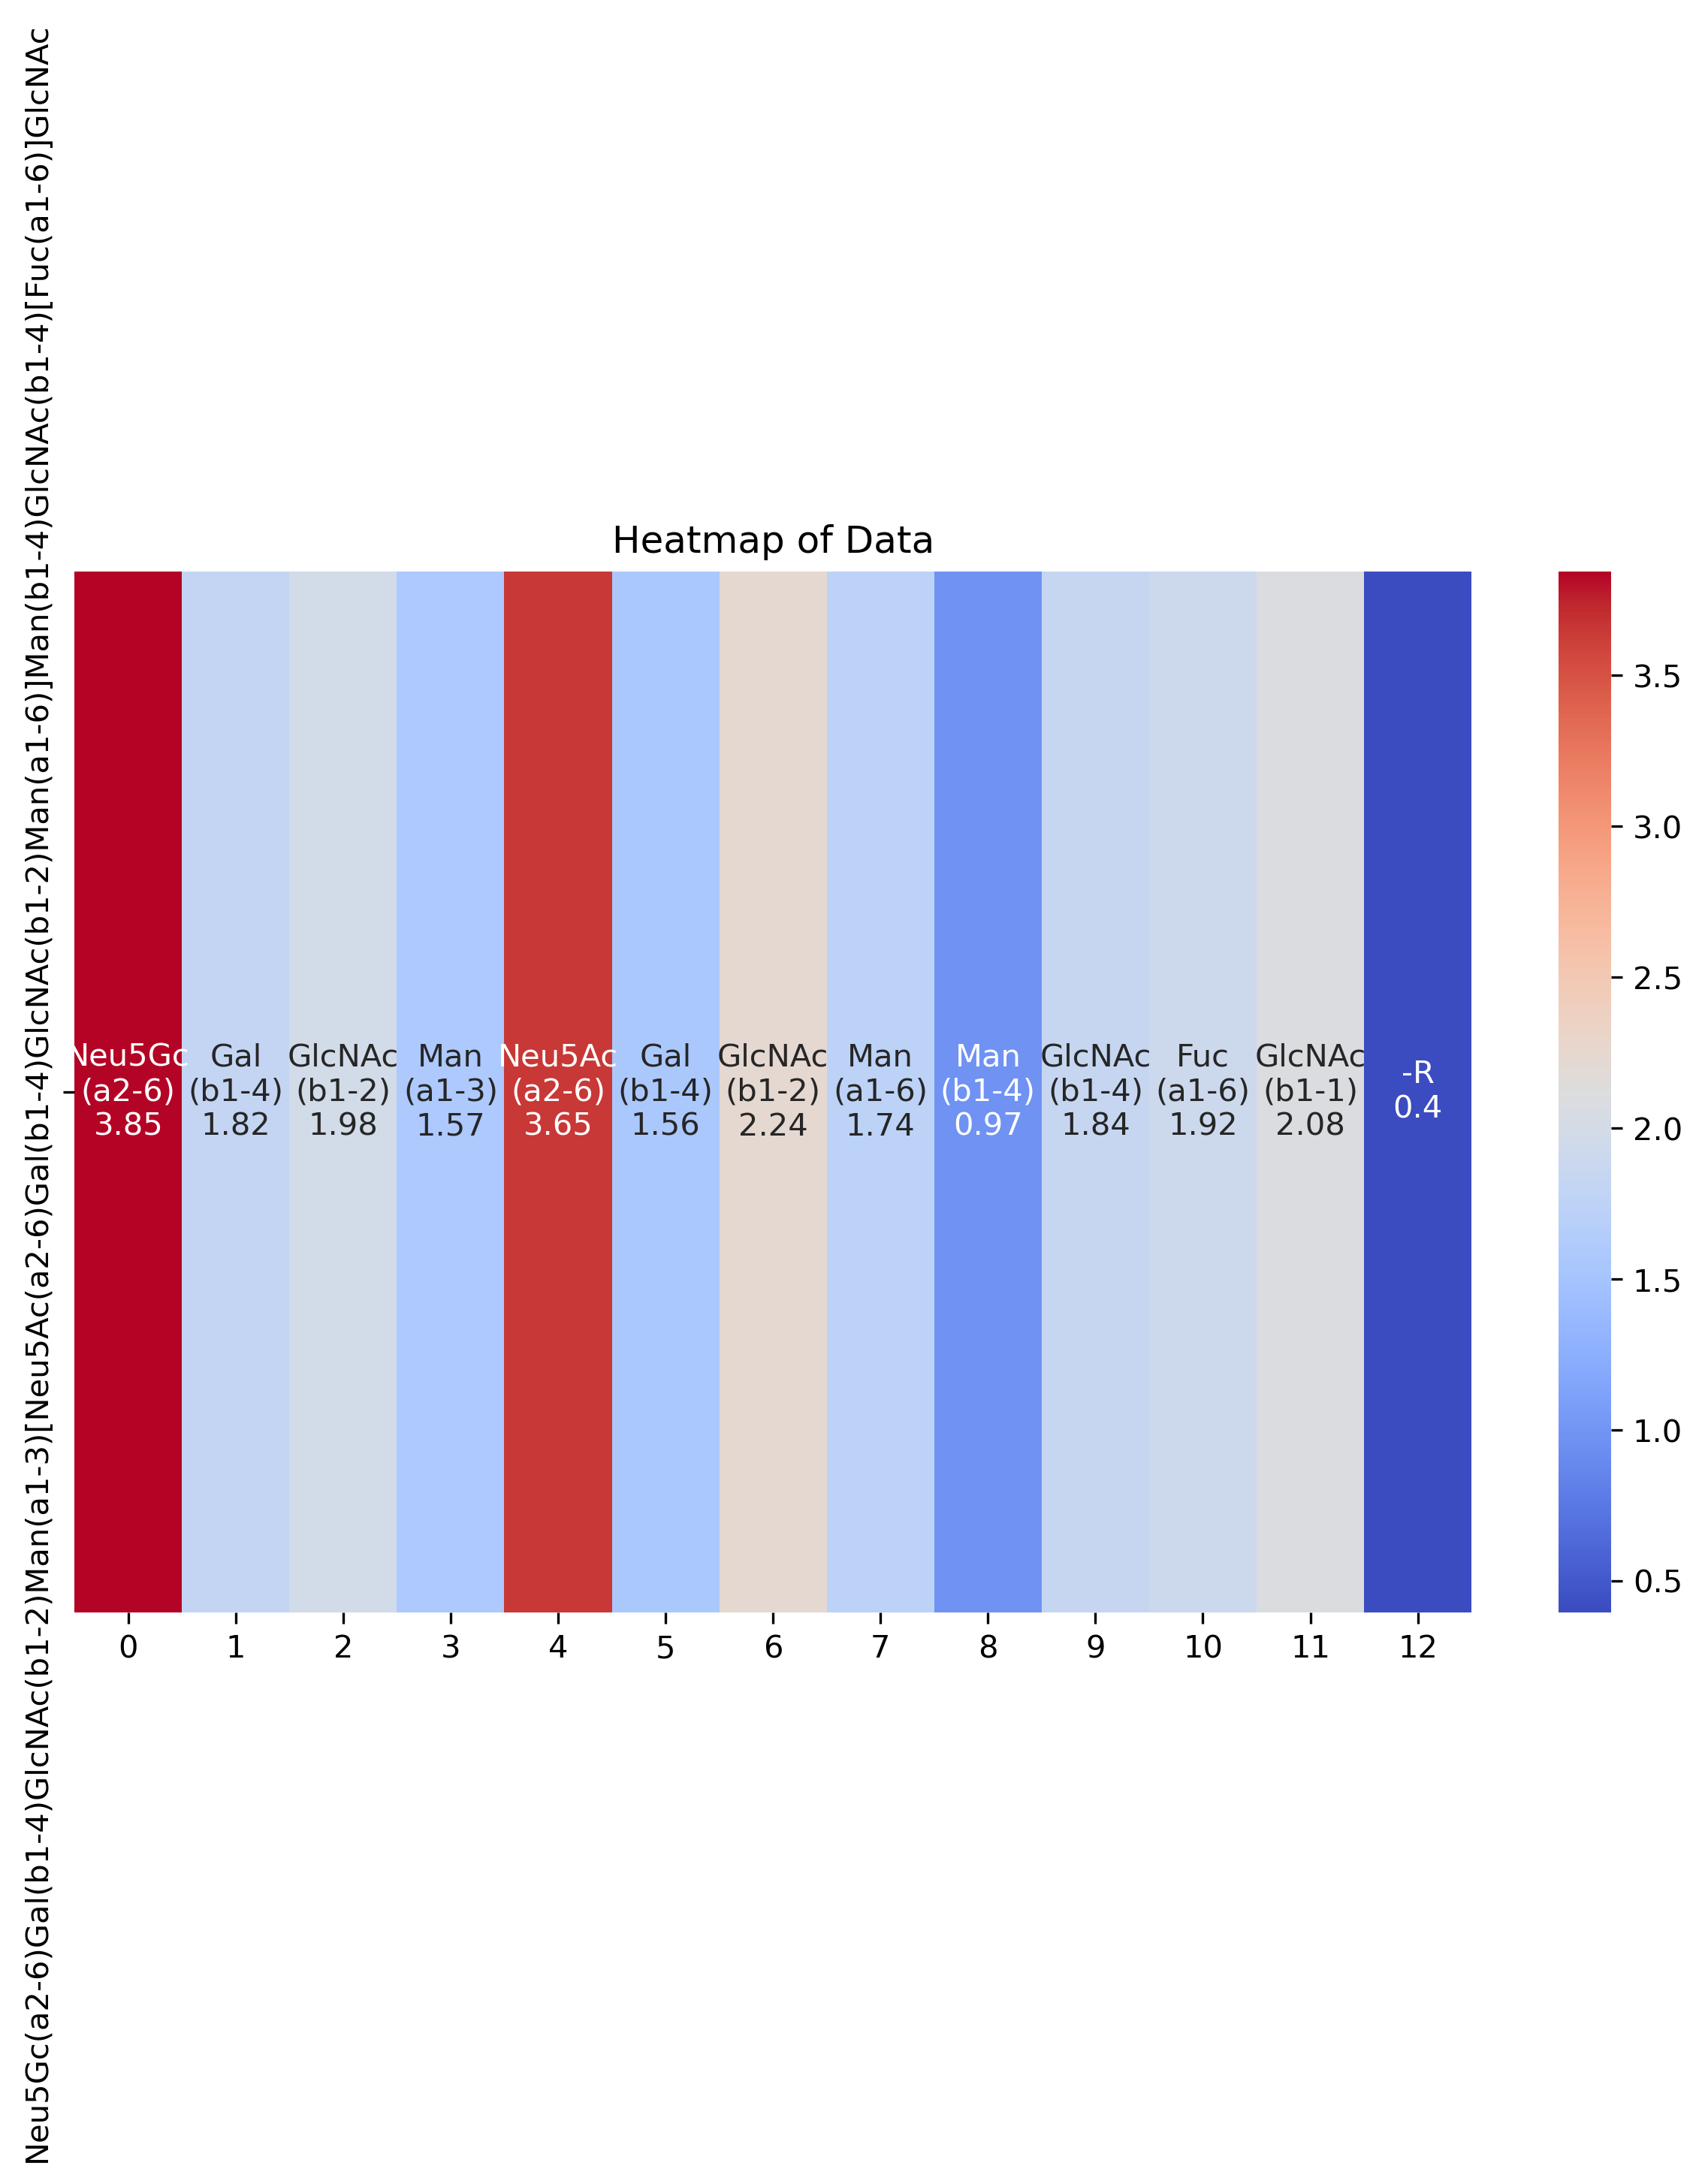 Neu5Gc(a2-6)Gal(b1-4)GlcNAc(b1-2)Man(a1-3)[Neu5Ac(a2-6)Gal(b1-4)GlcNAc(b1-2)Man(a1-6)]Man(b1-4)GlcNAc(b1-4)[Fuc(a1-6)]GlcNAc
Heatmap of Data
Neu5Gc
(a2-6)
3.85
Gal
(b1-4)
1.82
GlcNAc
(b1-2)
1.98
Man
(a1-3)
1.57
Neu5Ac
(a2-6)
3.65
Gal
(b1-4)
1.56
GlcNAc
(b1-2)
2.24
Man
(a1-6)
1.74
Man
(b1-4)
0.97
GlcNAc
(b1-4)
1.84
Fuc
(a1-6)
1.92
GlcNAc
(b1-1)
2.08
-R
0.4
0 1 2 3 4 5 6 7 8 9 10 11 12
3.5
3.0
2.5
2.0
1.5
1.0
0.5